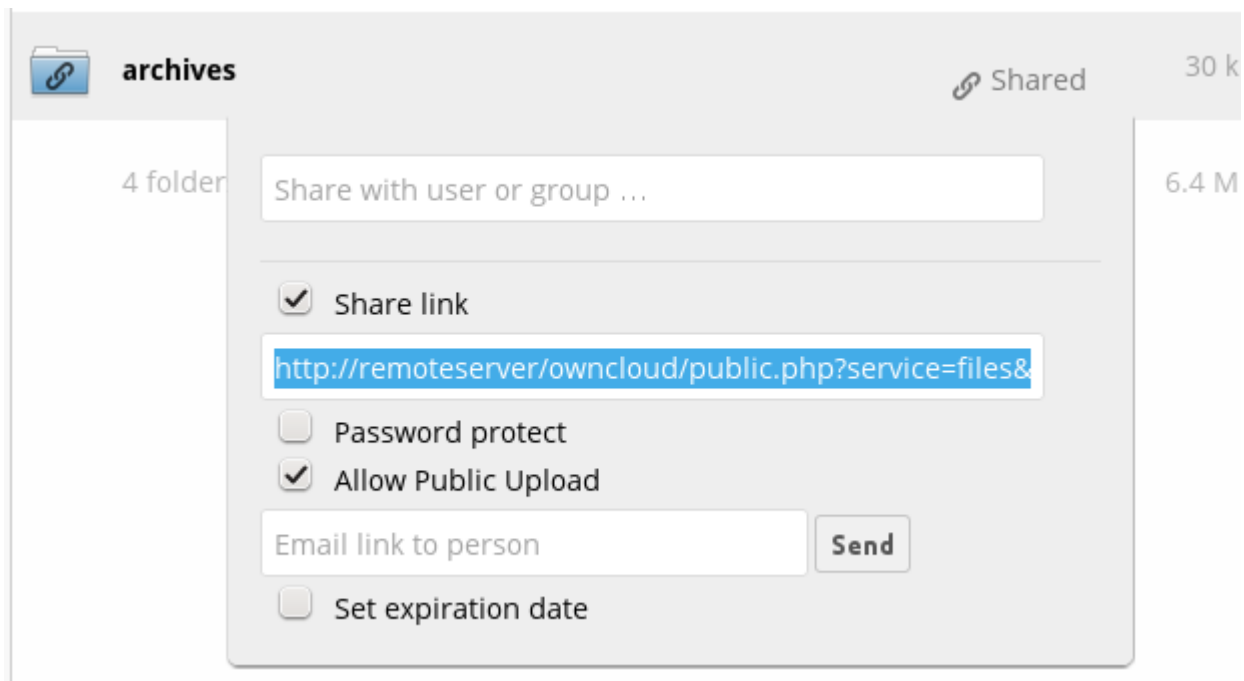 archives Shared 30 k
4 folder 6.4 M
Share with user or group ...
Share link
http://remoteserver/owncloud/public.php?service=files&
Password protect
Allow Public Upload
Email link to person Send
Set expiration date